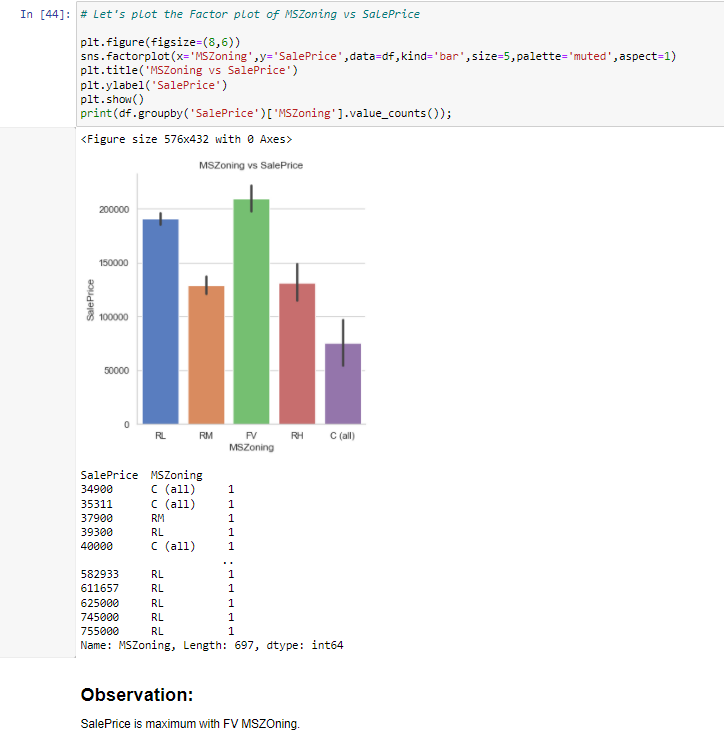 In [44]: # Let's plot the Factor plot of MSZoning vs SalePrice
plt.figure(figsize=(8,6))
sns.factorplot(x='MSZoning',y='SalePrice',data=df,kind='bar',size=5,palette='muted',aspect=1)
plt.title('MSZoning vs SalePrice')
plt.ylabel('SalePrice')
plt.show()
print(df.groupby('SalePrice')['MSZoning'].value_counts());
<Figure size 576x432 with 0 Axes>
MSZoning vs SalePrice
200000
150000
100000
50000
0
SalePrice
RL RM FV RH C (all)
MSZoning
SalePrice MSZoning
34900 C (all) 1
35311 C (all) 1
37900 RM 1
39300 RL 1
40000 C (all) 1
..
582933 RL 1
611657 RL 1
625000 RL 1
745000 RL 1
755000 RL 1
Name: MSZoning, Length: 697, dtype: int64
Observation:
SalePrice is maximum with FV MSZOning.